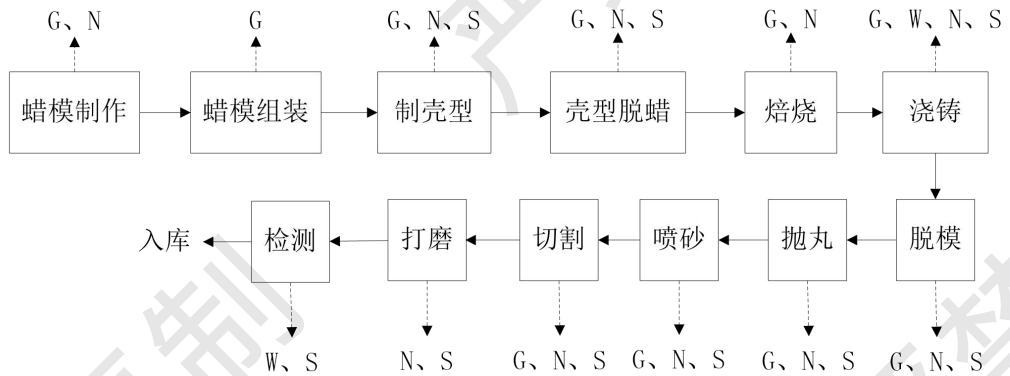 G、N G G、N、S G、N、S G、N G、W、N、S
蜡模制作 蜡模组装 制壳型 壳型脱蜡 焙烧 浇铸
入库 检测 打磨 切割 喷砂 抛丸 脱模
W、S N、S G、N、S G、N、S G、N、S G、N、S